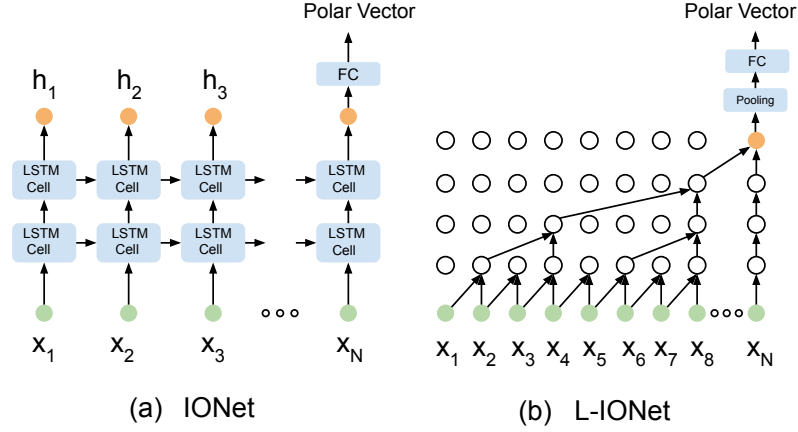 Polar Vector
FC
h1 h2 h3
LSTM Cell LSTM Cell LSTM Cell LSTM Cell
LSTM Cell LSTM Cell LSTM Cell LSTM Cell
x1 x2 x3 xN
(a) IONet
Polar Vector
FC
Pooling
x1 x2 x3 x4 x5 x6 x7 x8 xN
(b) L-IONet